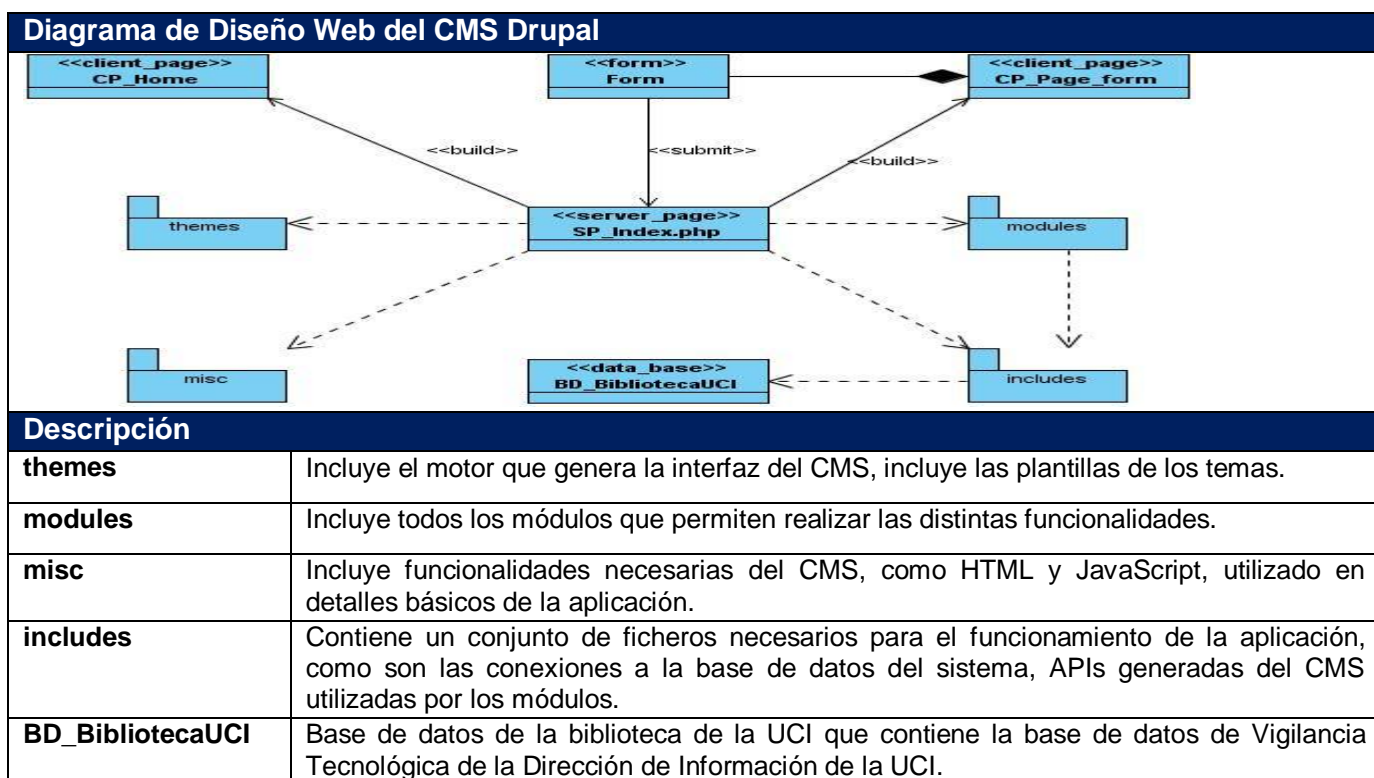 Diagrama de Diseño Web del CMS Drupal
<<client_page>>
CP_Home
<<form>>
Form
<<client_page>>
CP_Page_form
<<build>>
<<submit>>
<<build>>
themes
<<server_page>>
SP_Index.php
modules
misc
<<data_base>>
BD_BibliotecaUCI
includes
Descripción
themes
Incluye el motor que genera la interfaz del CMS, incluye las plantillas de los temas.
modules
Incluye todos los módulos que permiten realizar las distintas funcionalidades.
misc
Incluye funcionalidades necesarias del CMS, como HTML y JavaScript, utilizado en
detalles básicos de la aplicación.
includes
Contiene un conjunto de ficheros necesarios para el funcionamiento de la aplicación,
como son las conexiones a la base de datos del sistema, APIs generadas del CMS
utilizadas por los módulos.
BD_BibliotecaUCI
Base de datos de la biblioteca de la UCI que contiene la base de datos de Vigilancia
Tecnológica de la Dirección de Información de la UCI.